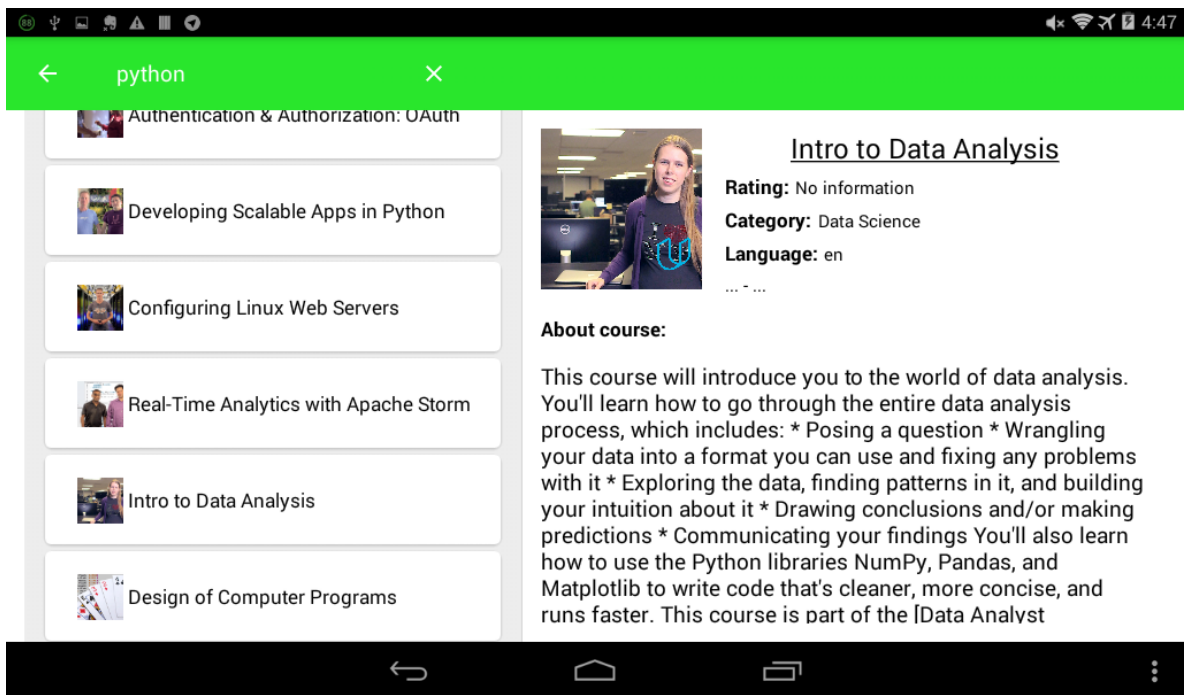 88
4:47
python
Authentication & Authorization: OAuth
Developing Scalable Apps in Python
Configuring Linux Web Servers
Real-Time Analytics with Apache Storm
Intro to Data Analysis
Design of Computer Programs
Intro to Data Analysis
Rating: No information
Category: Data Science
Language: en
... - ...
About course:
This course will introduce you to the world of data analysis.
You'll learn how to go through the entire data analysis
process, which includes: * Posing a question * Wrangling
your data into a format you can use and fixing any problems
with it * Exploring the data, finding patterns in it, and building
your intuition about it * Drawing conclusions and/or making
predictions * Communicating your findings You'll also learn
how to use the Python libraries NumPy, Pandas, and
Matplotlib to write code that's cleaner, more concise, and
runs faster. This course is part of the [Data Analyst